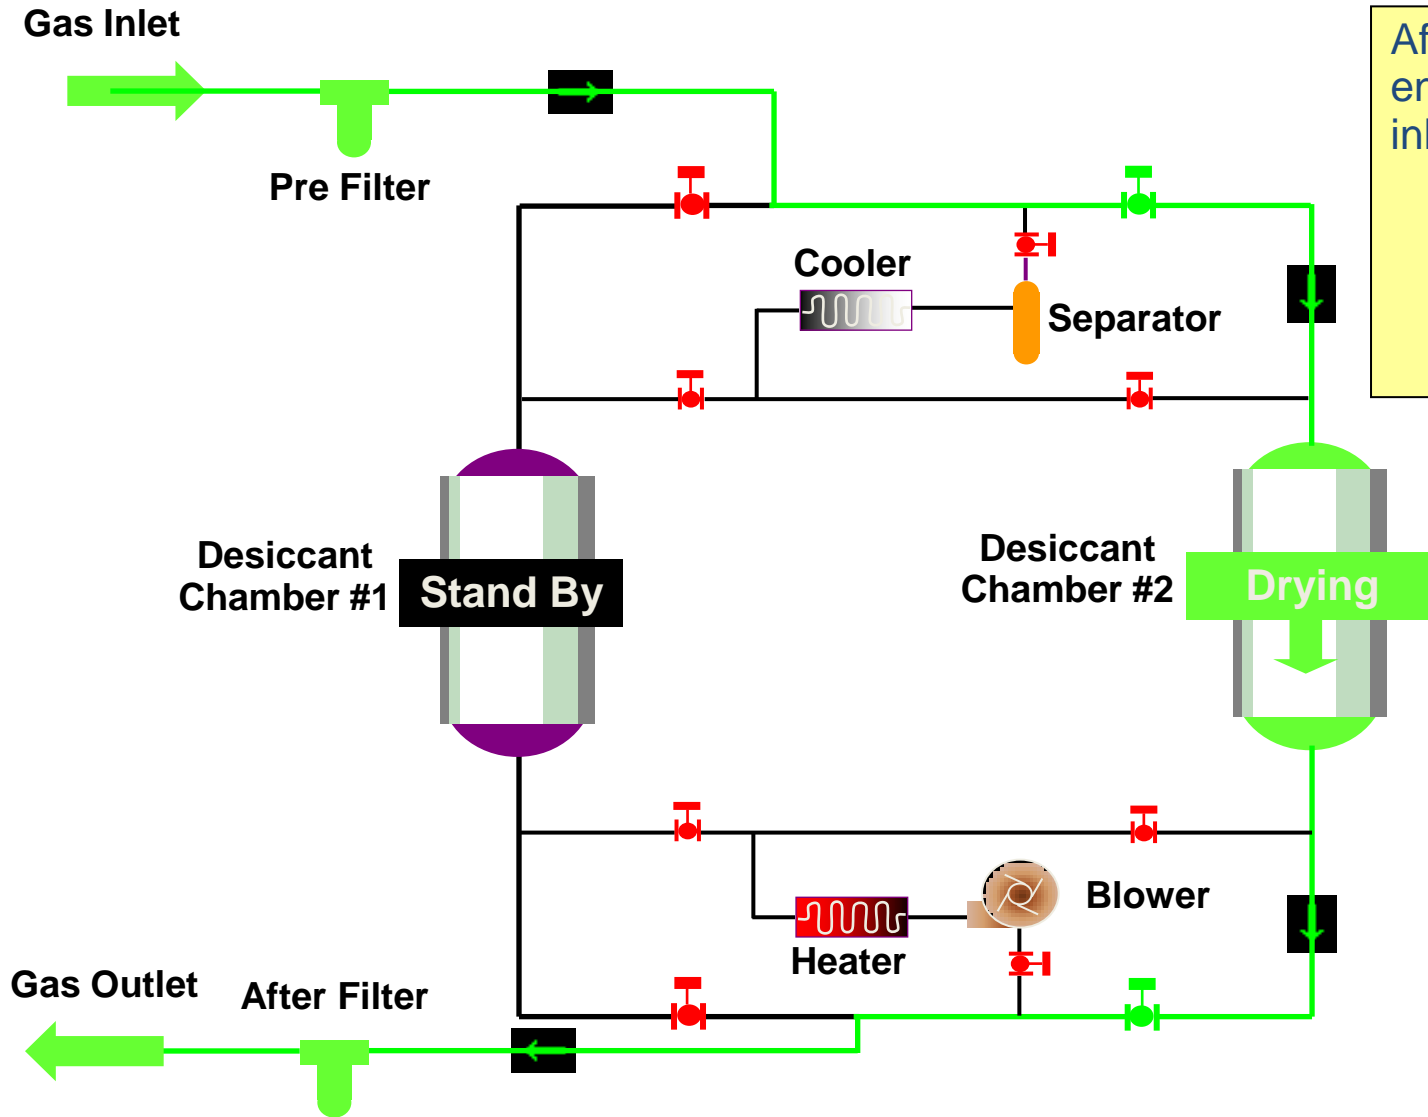 Gas Inlet
Pre Filter
Cooler
Separator
Desiccant
Chamber #1
Stand By
Desiccant
Chamber #2
Drying
Blower
Heater
Gas Outlet
After Filter